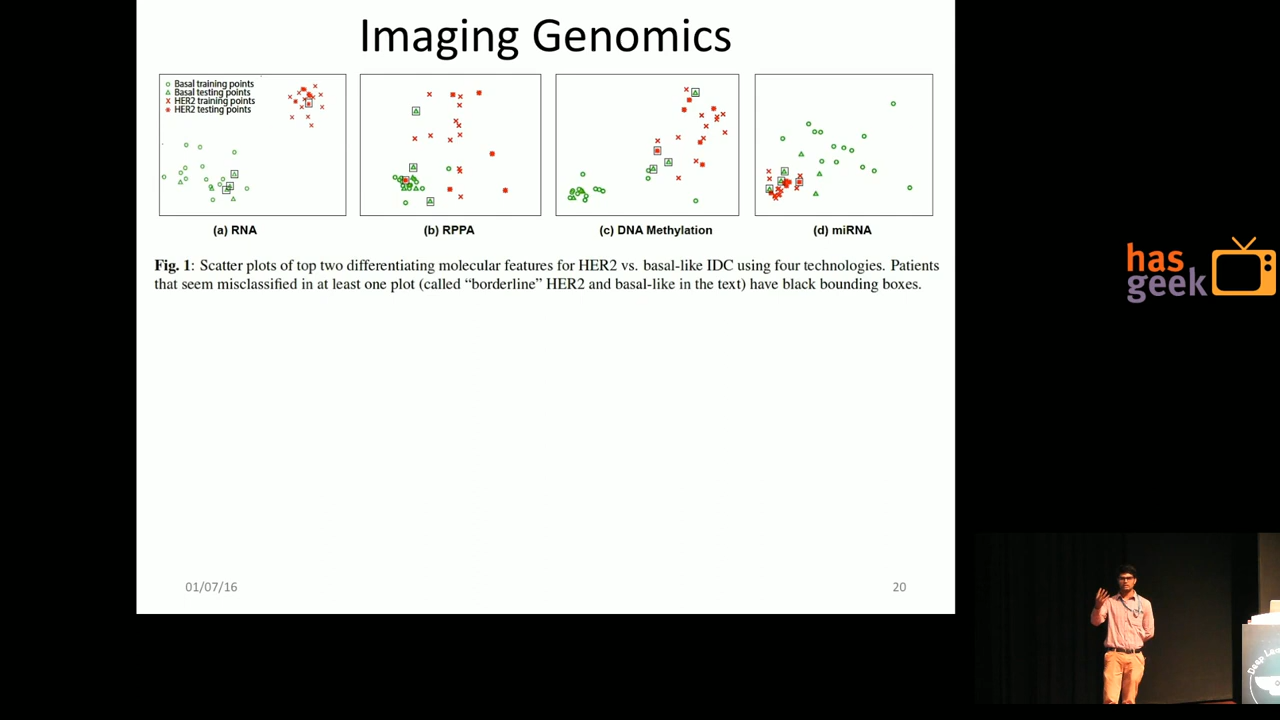 Imaging Genomics
Basal training points
Basal testing points
HER2 training points
HER2 testing points
(a) RNA
(b) RPPA
(c) DNA Methylation
(d) miRNA
Fig. 1: Scatter plots of top two differentiating molecular features for HER2 vs. basal-like IDC using four technologies. Patients
that seem misclassified in at least one plot (called “borderline” HER2 and basal-like in the text) have black bounding boxes.
has
geek
01/07/16
20
Deep